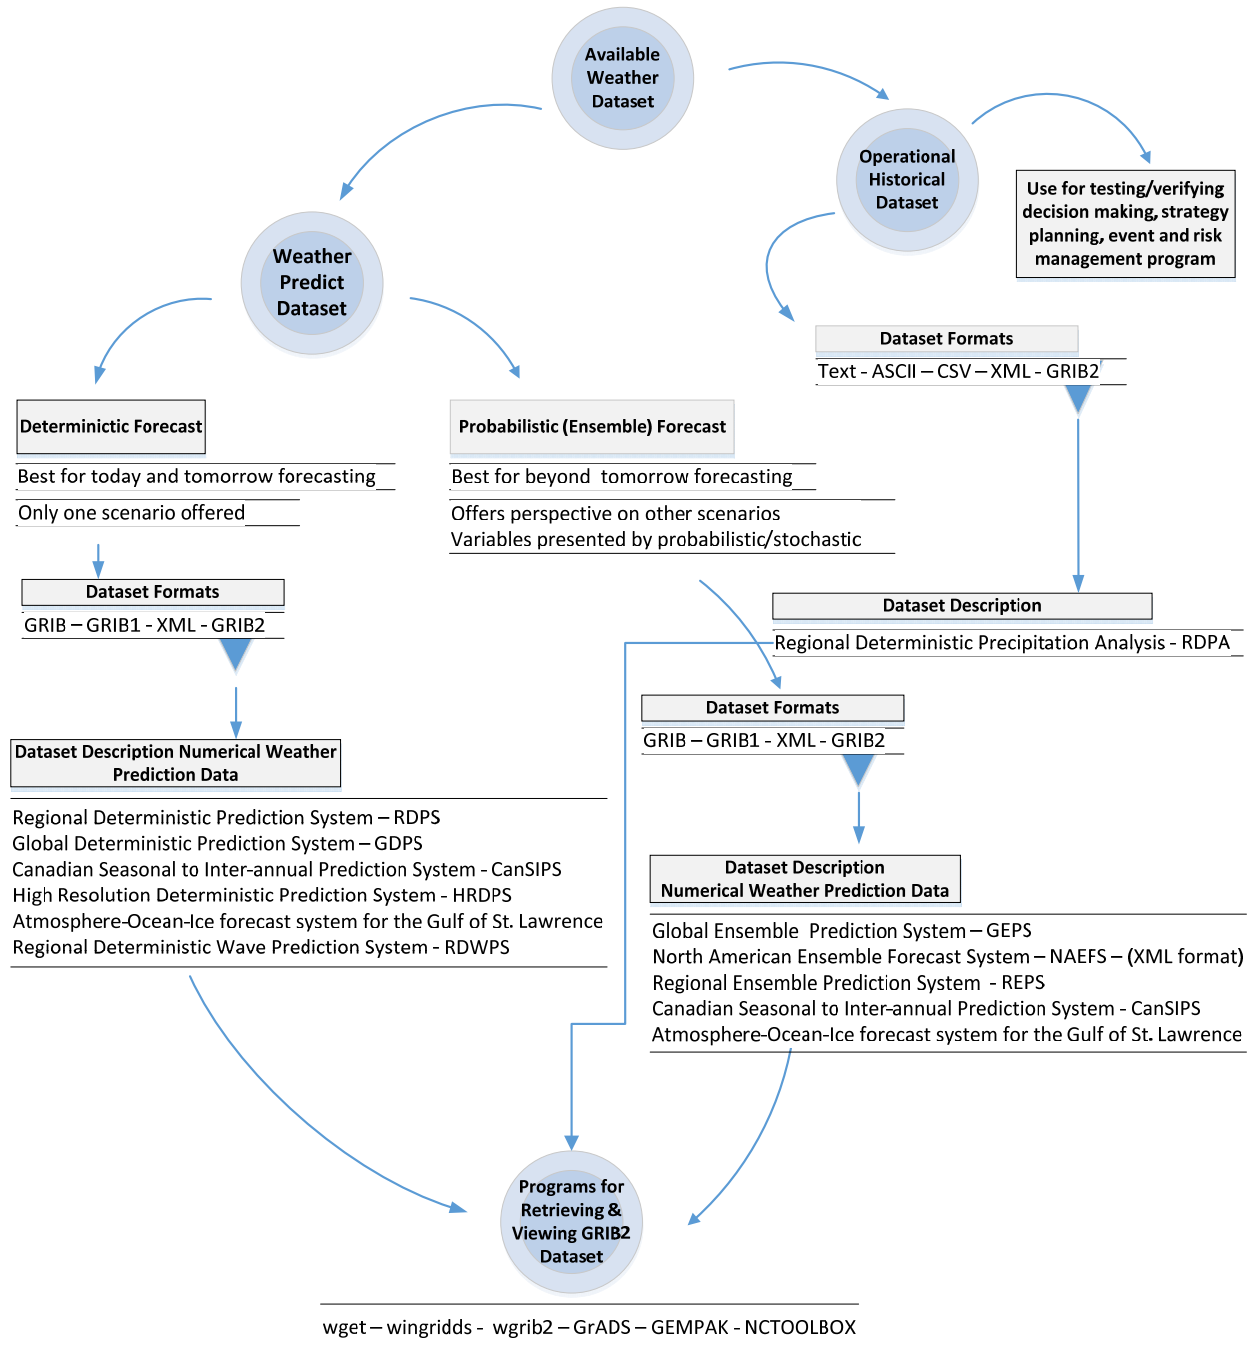 Available
Weather
Dataset
Operational
Historical
Dataset
Use for testing/verifying
decision making, strategy
planning, event and risk
management program
Weather
Predict
Dataset
Dataset Formats
Text - ASCII – CSV – XML - GRIB2
Determinictic Forecast
Best for today and tomorrow forecasting
Only one scenario offered
Probabilistic (Ensemble) Forecast
Best for beyond tomorrow forecasting
Offers perspective on other scenarios
Variables presented by probabilistic/stochastic
Dataset Formats
GRIB – GRIB1 - XML - GRIB2
Dataset Description
Regional Deterministic Precipitation Analysis - RDPA
Dataset Formats
GRIB – GRIB1 - XML - GRIB2
Dataset Description Numerical Weather
Prediction Data
Regional Deterministic Prediction System – RDPS
Global Deterministic Prediction System – GDPS
Canadian Seasonal to Inter-annual Prediction System - CanSIPS
High Resolution Deterministic Prediction System - HRDPS
Atmosphere-Ocean-Ice forecast system for the Gulf of St. Lawrence
Regional Deterministic Wave Prediction System - RDWPS
Dataset Description
Numerical Weather Prediction Data
Global Ensemble Prediction System – GEPS
North American Ensemble Forecast System – NAEFS – (XML format)
Regional Ensemble Prediction System - REPS
Canadian Seasonal to Inter-annual Prediction System - CanSIPS
Atmosphere-Ocean-Ice forecast system for the Gulf of St. Lawrence
Programs for
Retrieving &
Viewing GRIB2
Dataset
wget – wingridds - wgrib2 – GrADS – GEMPAK - NCTOOLBOX